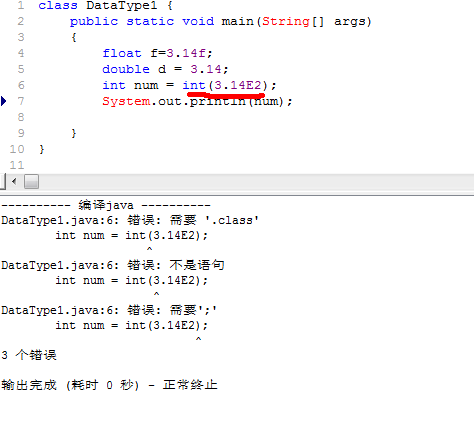 1 class DataType1 {
2     public static void main(String[] args)
3     {
4         float f=3.14f;
5         double d = 3.14;
6         int num = int(3.14E2);
7         System.out.println(num);
8
9     }
10 }
11
---------- 编译java ----------
DataType1.java:6: 错误: 需要 '.class'
        int num = int(3.14E2);
                     ^
DataType1.java:6: 错误: 不是语句
        int num = int(3.14E2);
                      ^
DataType1.java:6: 错误: 需要';'
        int num = int(3.14E2);
                            ^
3 个错误
输出完成 (耗时 0 秒) - 正常终止